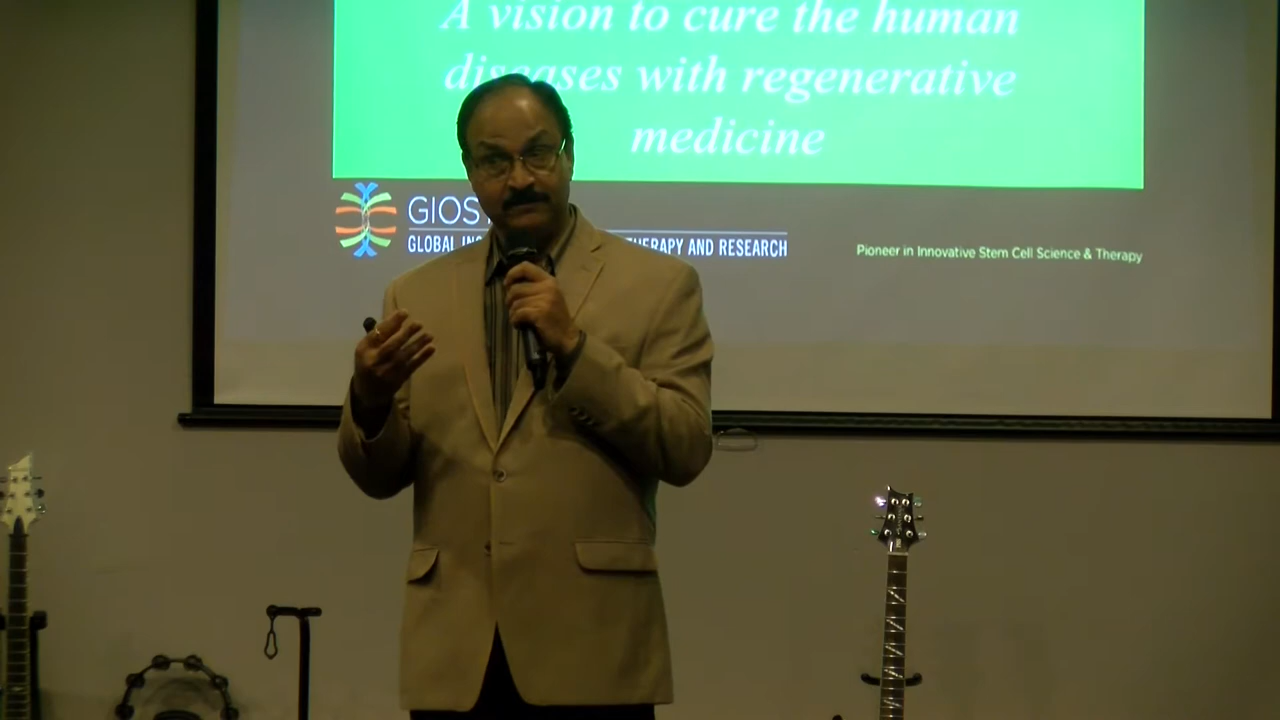 A vision to cure the human
diseases with regenerative
medicine
GIOS
GLOBAL INS THERAPY AND RESEARCH
Pioneer in Innovative Stem Cell Science & Therapy